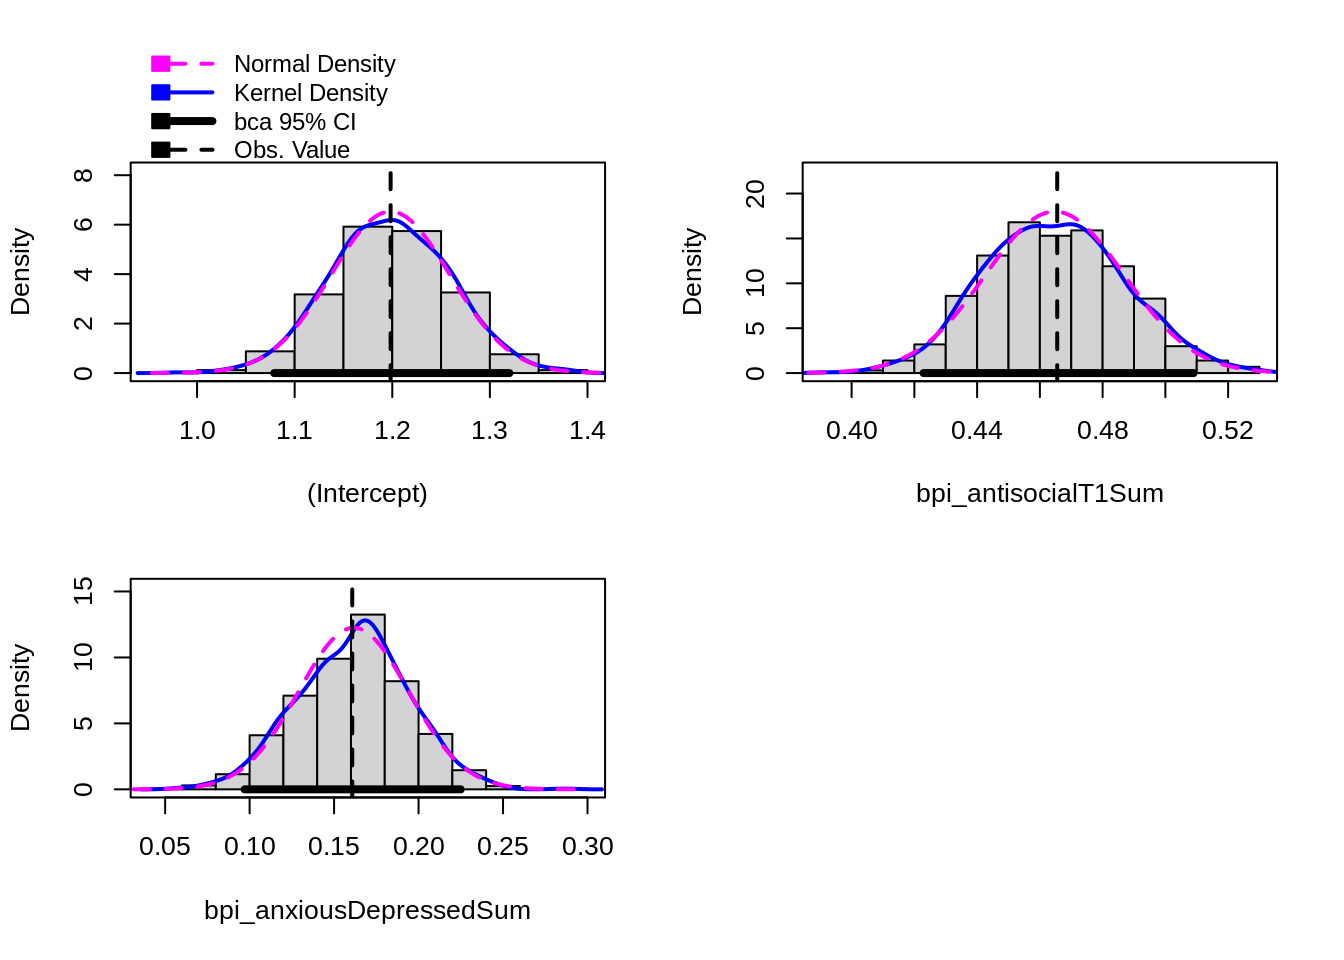 Normal Density
Kernel Density
bca 95% CI
Obs. Value
Density
0 2 4 6 8
1.0 1.1 1.2 1.3 1.4
(Intercept)
Density
0 5 10 20
0.40 0.44 0.48 0.52
bpi_antisocialT1Sum
Density
0 5 10 15
0.05 0.10 0.15 0.20 0.25 0.30
bpi_anxiousDepressedSum